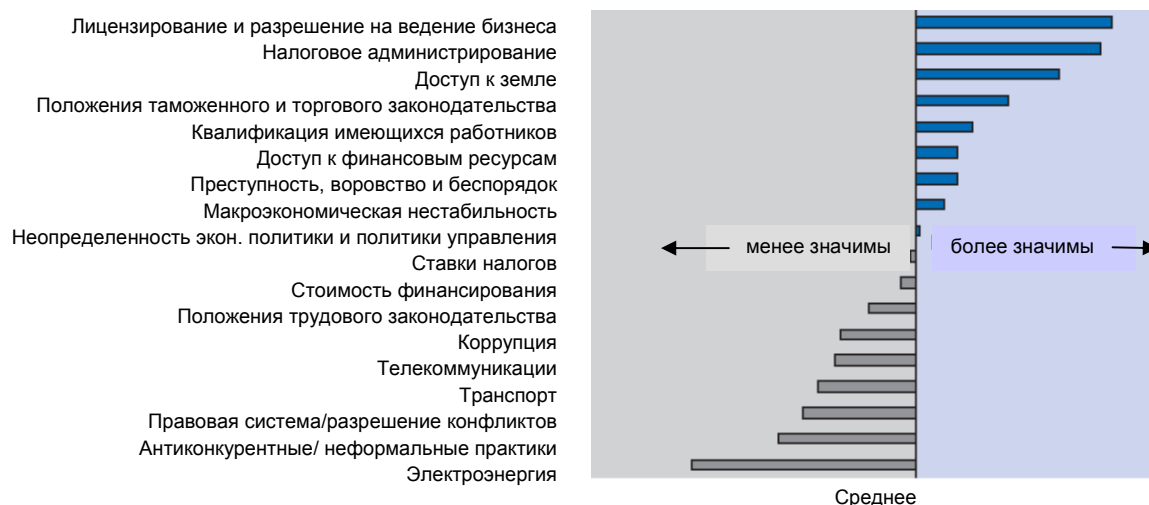 Лицензирование и разрешение на ведение бизнеса
Налоговое администрирование
Доступ к земле
Положения таможенного и торгового законодательства
Квалификация имеющихся работников
Доступ к финансовым ресурсам
Преступность, воровство и беспорядок
Макроэкономическая нестабильность
Неопределенность экон. политики и политики управления
менее значимы
более значимы
Ставки налогов
Стоимость финансирования
Положения трудового законодательства
Коррупция
Телекоммуникации
Транспорт
Правовая система/разрешение конфликтов
Антиконкурентные/ неформальные практики
Электроэнергия
Среднее